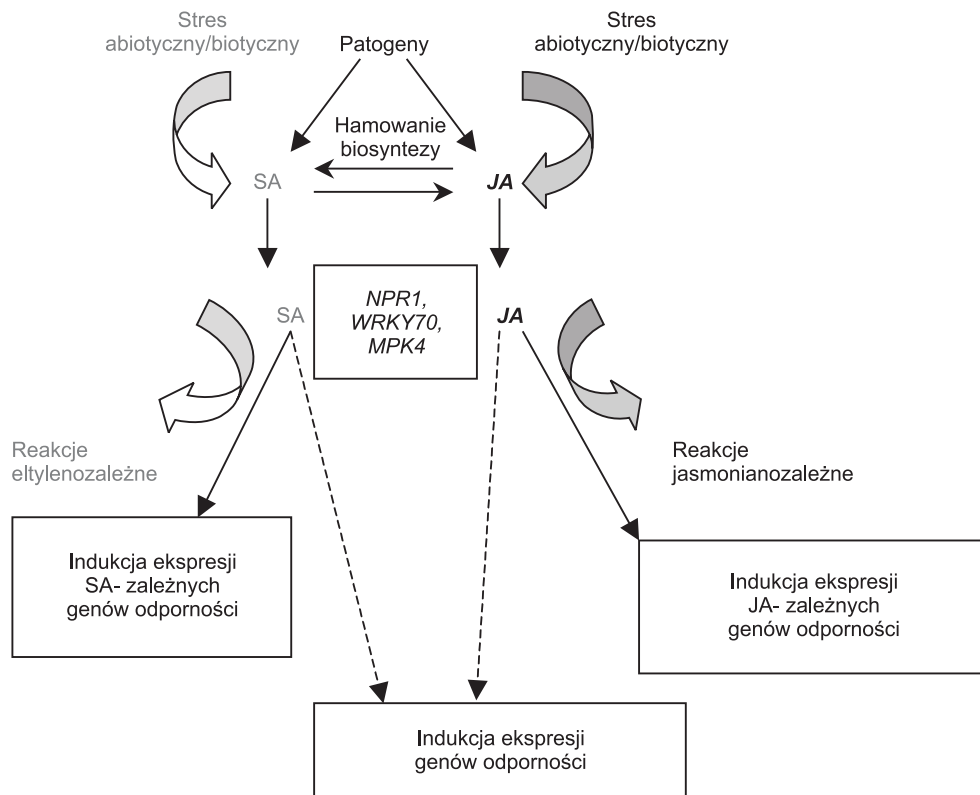 Stres
abiotyczny/biotyczny
Patogeny
Stres
abiotyczny/biotyczny
Hamowanie
biosyntezy
SA
JA
SA
NPR1,
WRKY70,
MPK4
JA
Reakcje
eltylenozależne
Reakcje
jasmonianozależne
Indukcja ekspresji
SA- zależnych
genów odporności
Indukcja ekspresji
JA- zależnych
genów odporności
Indukcja ekspresji
genów odporności